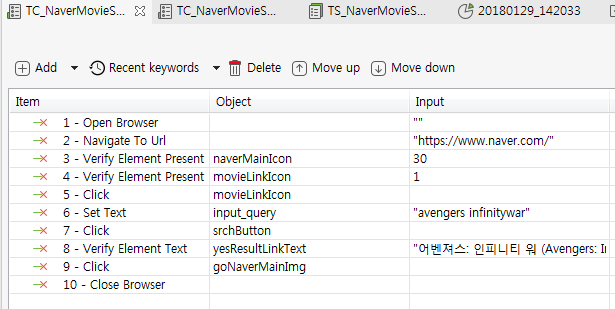 TC_NaverMovieS... TC_NaverMovieS... TS_NaverMovieS... 20180129_142033
Add Recent keywords Delete Move up Move down
Item Object Input
1 - Open Browser ""
2 - Navigate To Url "https://www.naver.com/"
3 - Verify Element Present naverMainIcon 30
4 - Verify Element Present movieLinkIcon 1
5 - Click movieLinkIcon
6 - Set Text input_query "avengers infinitywar"
7 - Click srchButton
8 - Verify Element Text yesResultLinkText "어벤져스: 인피니티 워 (Avengers: In
9 - Click goNaverMainImg
10 - Close Browser